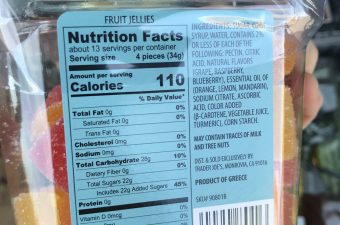 FRUIT JELLIES
Nutrition Facts
about 13 servings per container
Serving size 4 pieces (34g)
Amount per serving
Calories 110
% Daily Value*
Total Fat 0g 0%
Saturated Fat 0g 0%
Trans Fat 0g
Cholesterol 0mg 0%
Sodium 0mg 0%
Total Carbohydrate 28g 10%
Dietary Fiber 0g 0%
Total Sugars 22g
Includes 22g Added Sugars 45%
Protein 0g 0%
Vitamin D 0mcg 0%
INGREDIENTS: SUGAR, CORN
SYRUP, WATER, CONTAINS 2%
OR LESS OF EACH OF THE
FOLLOWING: PECTIN, CITRIC
ACID, NATURAL FLAVORS
(GRAPE, RASPBERRY,
BLUEBERRY), ESSENTIAL OIL OF
(ORANGE, LEMON, MANDARIN),
SODIUM CITRATE, ASCORBIC
ACID, COLOR ADDED
(β-CAROTENE, VEGETABLE JUICE,
TURMERIC), CORN STARCH.
MAY CONTAIN TRACES OF MILK
AND TREE NUTS
DIST. & SOLD EXCLUSIVELY BY:
TRADER JOE'S, MONROVIA, CA 91016
PRODUCT OF GREECE
SKU# 90801B